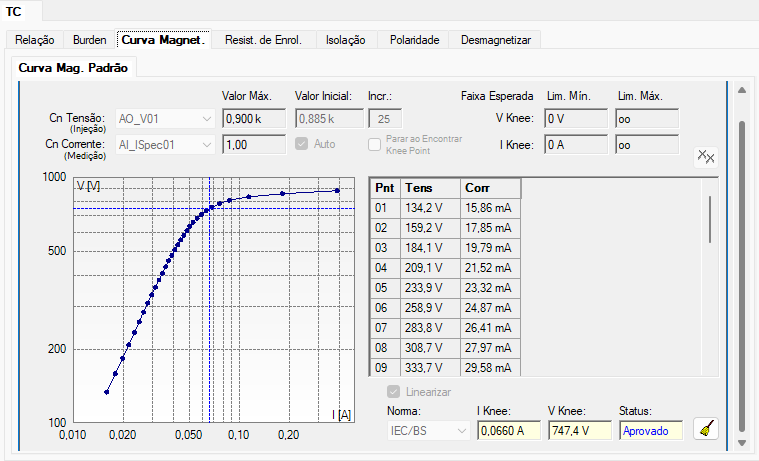 TC
Relação Burden Curva Magnet. Resist. de Enrol. Isolação Polaridade Desmagnetizar
Curva Mag. Padrão
Valor Máx. Valor Inicial: Incr.: Faixa Esperada Lim. Mín. Lim. Máx.
Cn Tensão: AO_V01 0,900 k 0,885 k 25 V Knee: 0 V oo
(Injeção)
Cn Corrente: AI_ISpec01 1,00 Auto Parar ao Encontrar I Knee: 0 A oo
(Medição) Knee Point
1000 V [V]
500
200
100
I [A]
0,010 0,020 0,050 0,10 0,20
Pnt Tens Corr
01 134,2 V 15,86 mA
02 159,2 V 17,85 mA
03 184,1 V 19,79 mA
04 209,1 V 21,52 mA
05 233,9 V 23,32 mA
06 258,9 V 24,87 mA
07 283,8 V 26,41 mA
08 308,7 V 27,97 mA
09 333,7 V 29,58 mA
Linearizar
Norma: I Knee: V Knee: Status:
IEC/BS 0,0660 A 747,4 V Aprovado